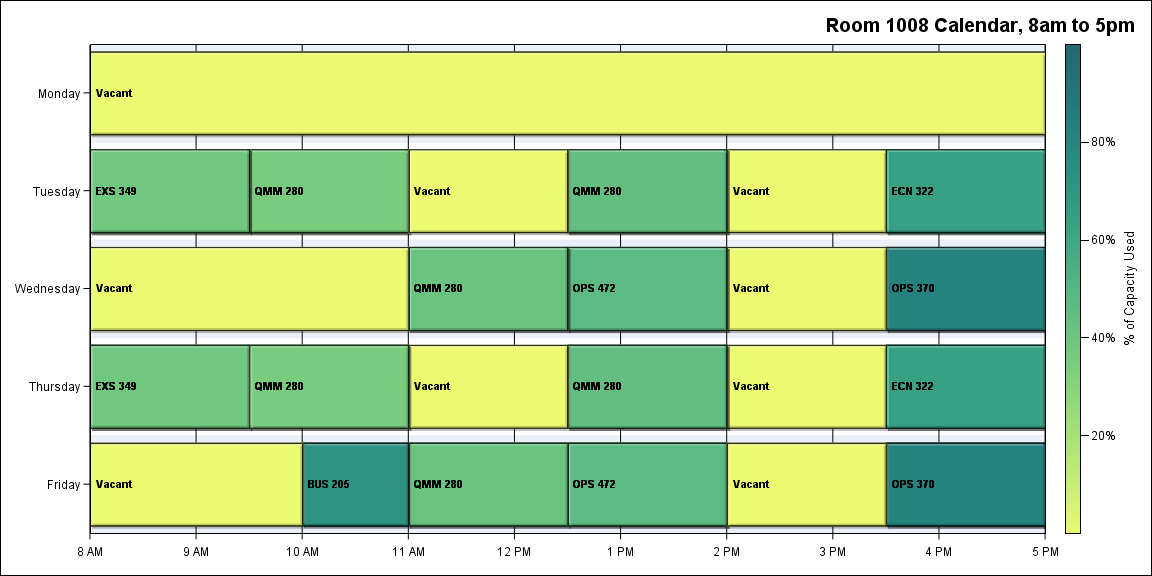 Room 1008 Calendar, 8am to 5pm
Monday
Vacant
Tuesday
EXS 349
QMM 280
Vacant
QMM 280
Vacant
ECN 322
Wednesday
Vacant
QMM 280
OPS 472
Vacant
OPS 370
Thursday
EXS 349
QMM 280
Vacant
QMM 280
Vacant
ECN 322
Friday
Vacant
BUS 205
QMM 280
OPS 472
Vacant
OPS 370
8 AM
9 AM
10 AM
11 AM
12 PM
1 PM
2 PM
3 PM
4 PM
5 PM
80%
60%
40%
20%
% of Capacity Used